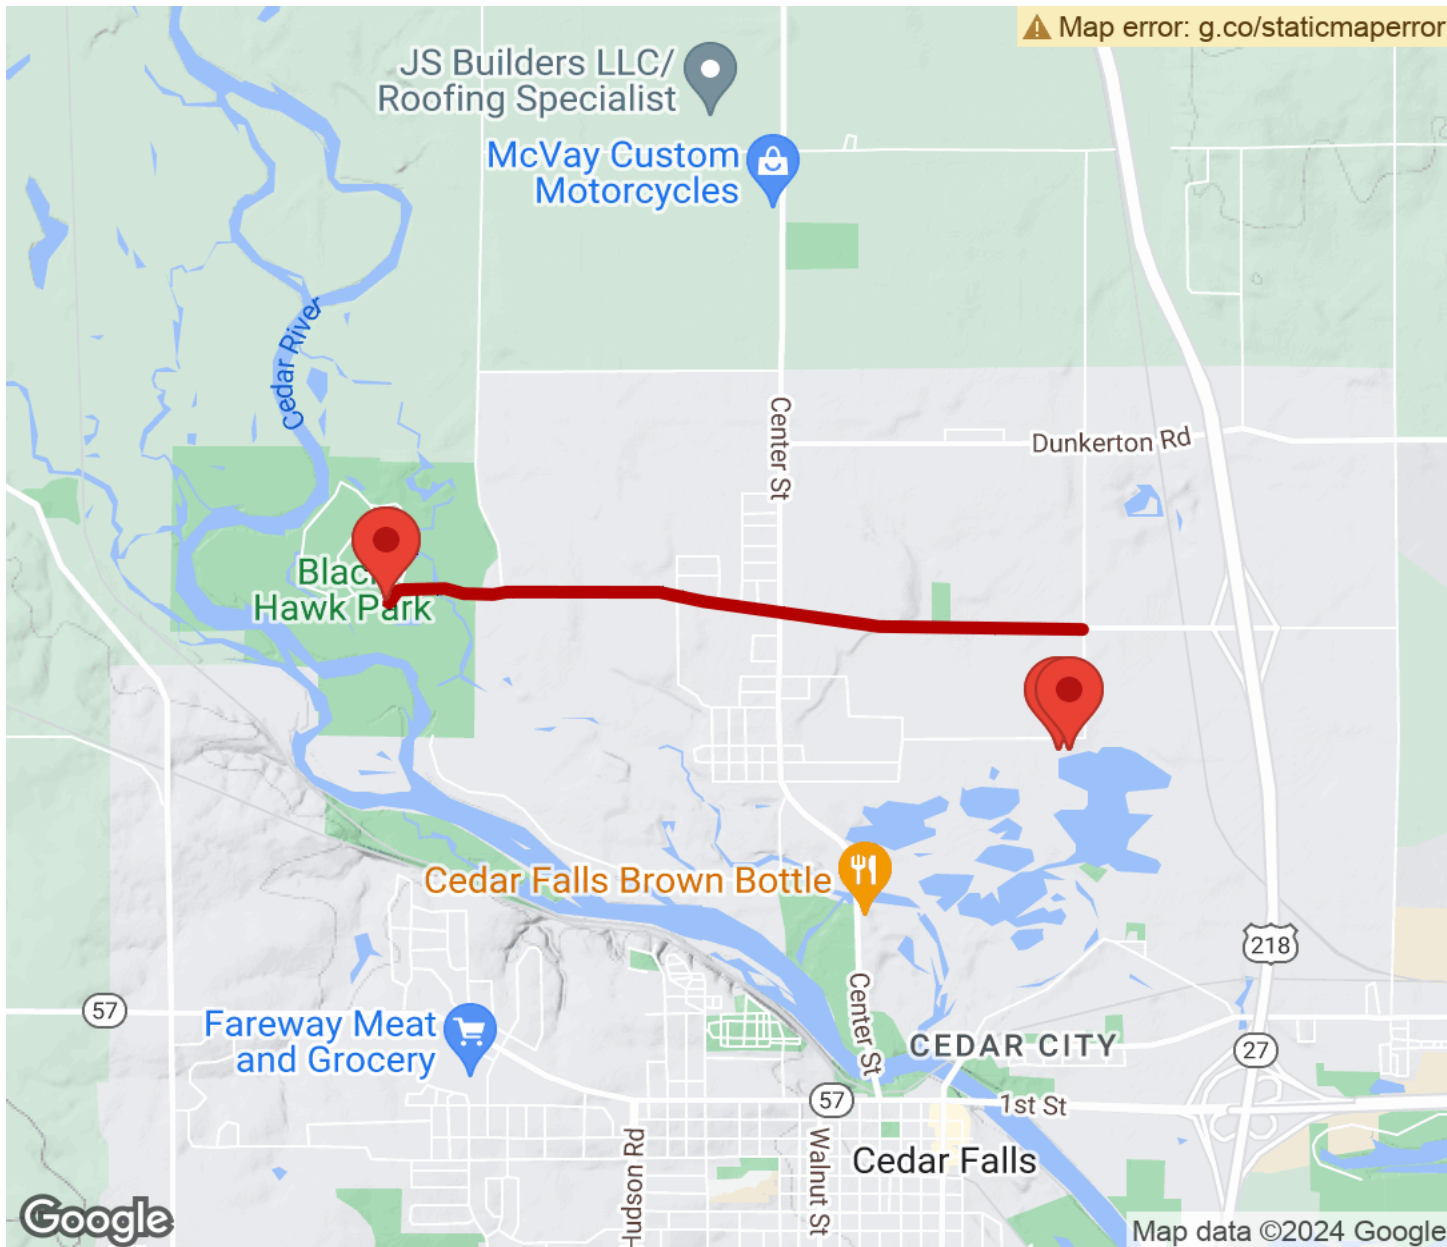 Map error: g.co/staticmaperror
JS Builders LLC/
Roofing Specialist
McVay Custom
Motorcycles
Cedar River
Center St
Dunkerton Rd
Black
Hawk Park
Cedar Falls Brown Bottle
218
57
Fareway Meat
and Grocery
Center St
CEDAR CITY
27
57
1st St
Hudson Rd
Walnut St
Cedar Falls
Google
Map data ©2024 Google